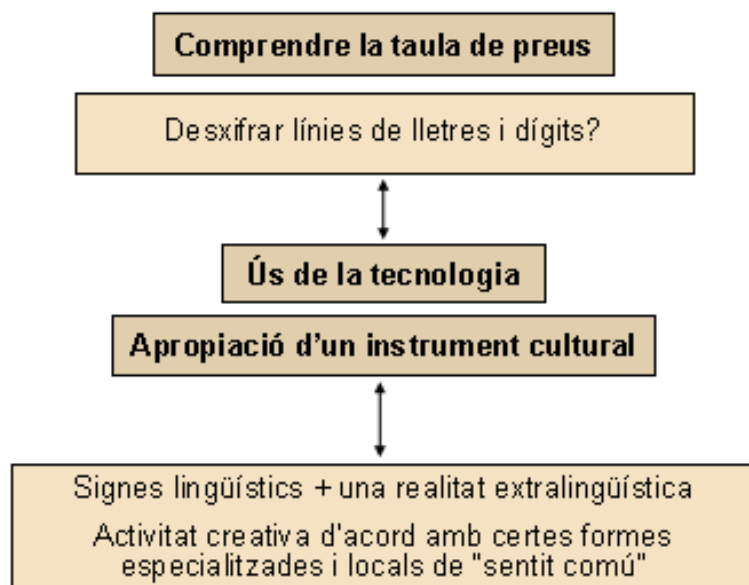 Comprendre la taula de preus
Desxifrar línies de lletres i dígits?
Ús de la tecnologia
Apropiació d'un instrument cultural
Signes lingüístics + una realitat extralingüística
Activitat creativa d'acord amb certes formes
especialitzades i locals de "sentit comú"